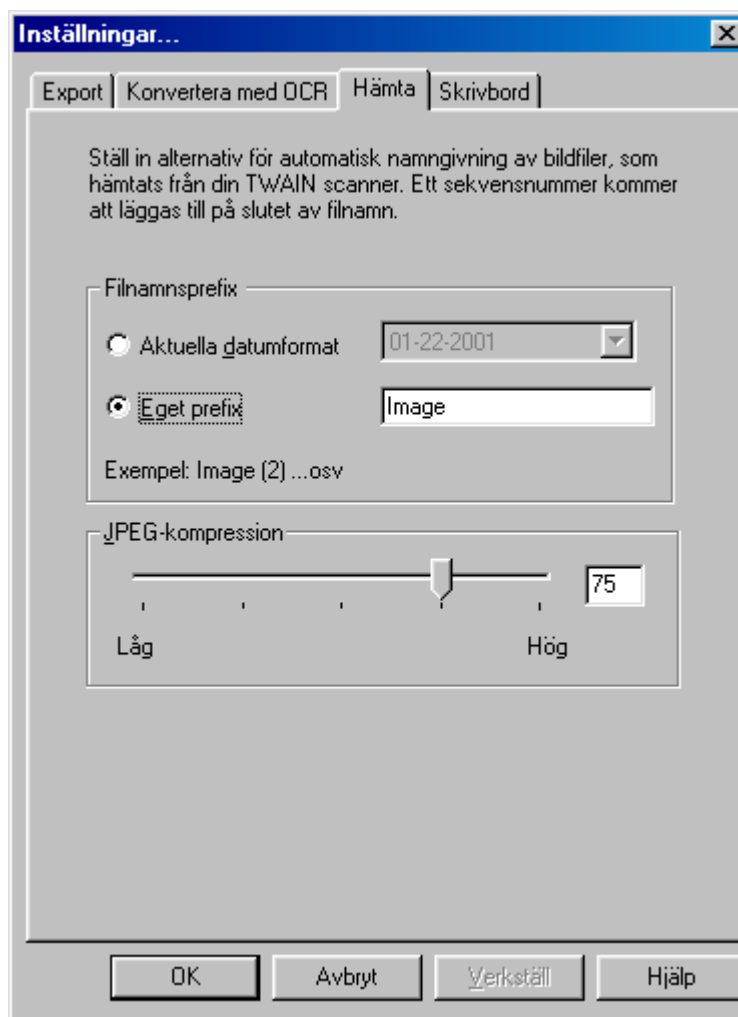 Inställningar...
Export Konvertera med OCR Hämta Skrivbord
Ställ in alternativ för automatisk namngivning av bildfiler, som
hämtats från din TWAIN scanner. Ett sekvensnummer kommer
att läggas till på slutet av filnamn.
Filnamnsprefix
Aktuella datumformat 01-22-2001
Eget prefix Image
Exempel: Image (2) ...osv
JPEG-kompression
75
Låg Hög
OK Avbryt Verkställ Hjälp